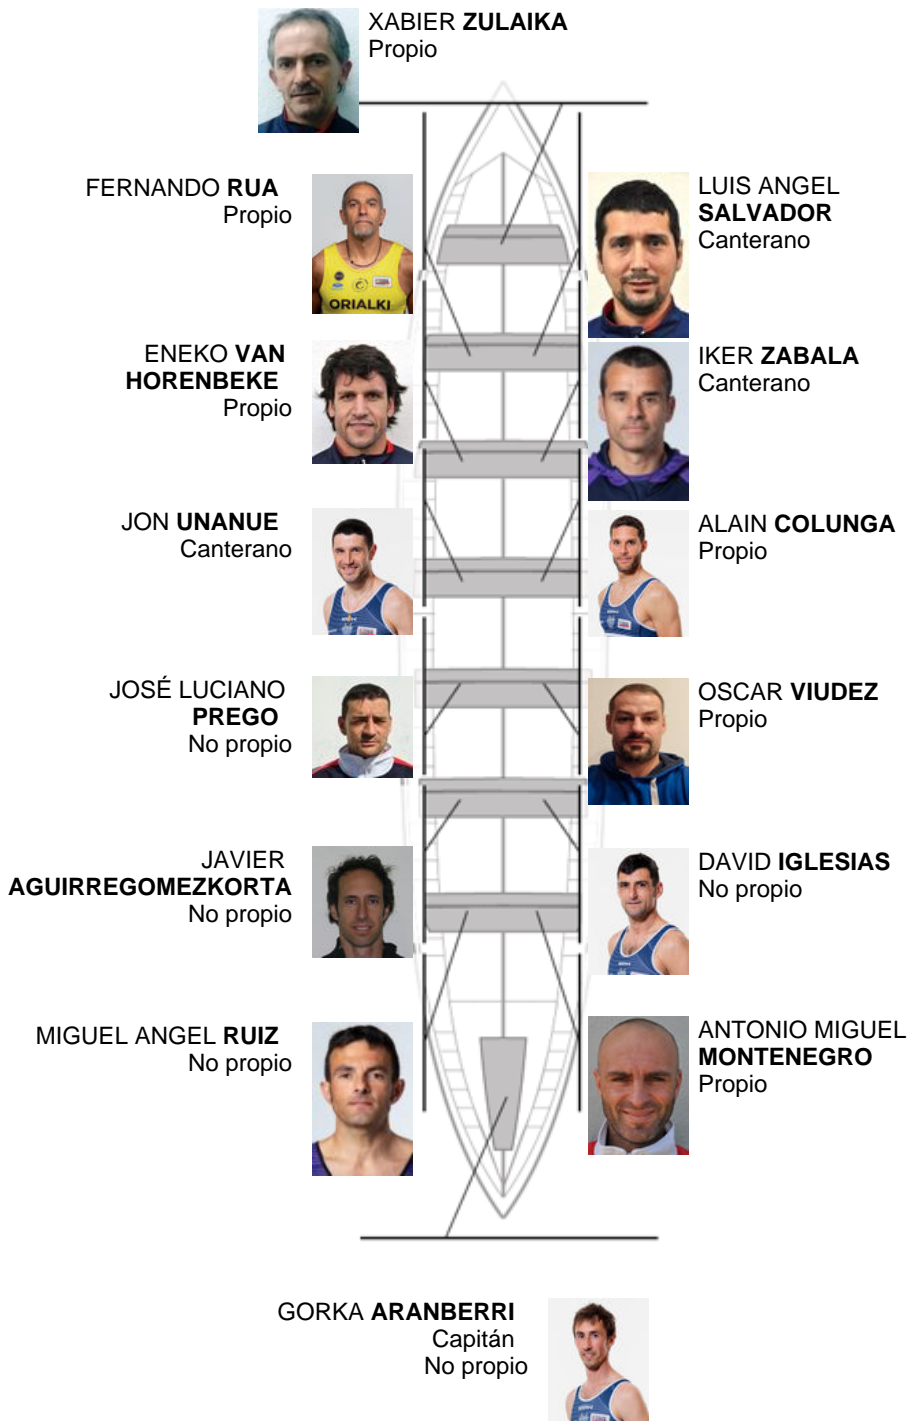 XABIER ZULAIKA
Propio
FERNANDO RUA
Propio
ORIALKI
LUIS ANGEL
SALVADOR
Canterano
ENEKO VAN
HORENBEKE
Propio
IKER ZABALA
Canterano
JON UNANUE
Canterano
ALAIN COLUNGA
Propio
JOSÉ LUCIANO
PREGO
No propio
OSCAR VIUDEZ
Propio
JAVIER
AGUIRREGOMEZKORTA
No propio
DAVID IGLESIAS
No propio
MIGUEL ANGEL RUIZ
No propio
ANTONIO MIGUEL
MONTENEGRO
Propio
GORKA ARANBERRI
Capitán
No propio